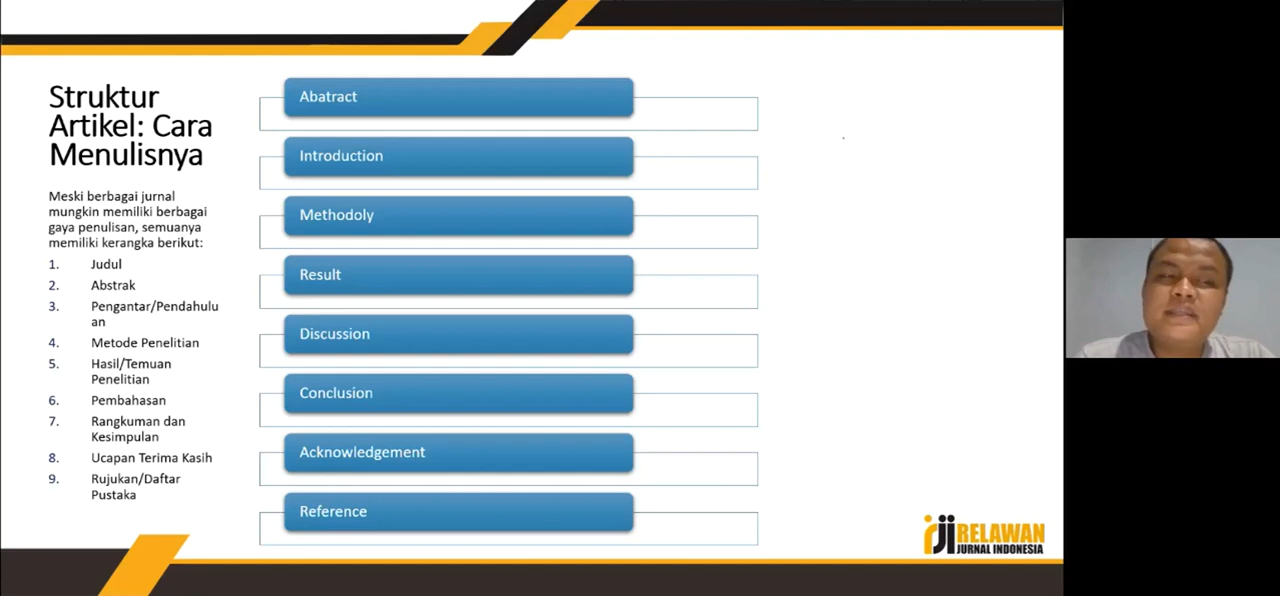 Struktur
Artikel: Cara
Menulisnya
Meski berbagai jurnal
mungkin memiliki berbagai
gaya penulisan, semuanya
memiliki kerangka berikut:
1. Judul
2. Abstrak
3. Pengantar/Pendahulu
an
4. Metode Penelitian
5. Hasil/Temuan
Penelitian
6. Pembahasan
7. Rangkuman dan
Kesimpulan
8. Ucapan Terima Kasih
9. Rujukan/Daftar
Pustaka
Abatract
Introduction
Methodoly
Result
Discussion
Conclusion
Acknowledgement
Reference
rji RELAWAN
JURNAL INDONESIA